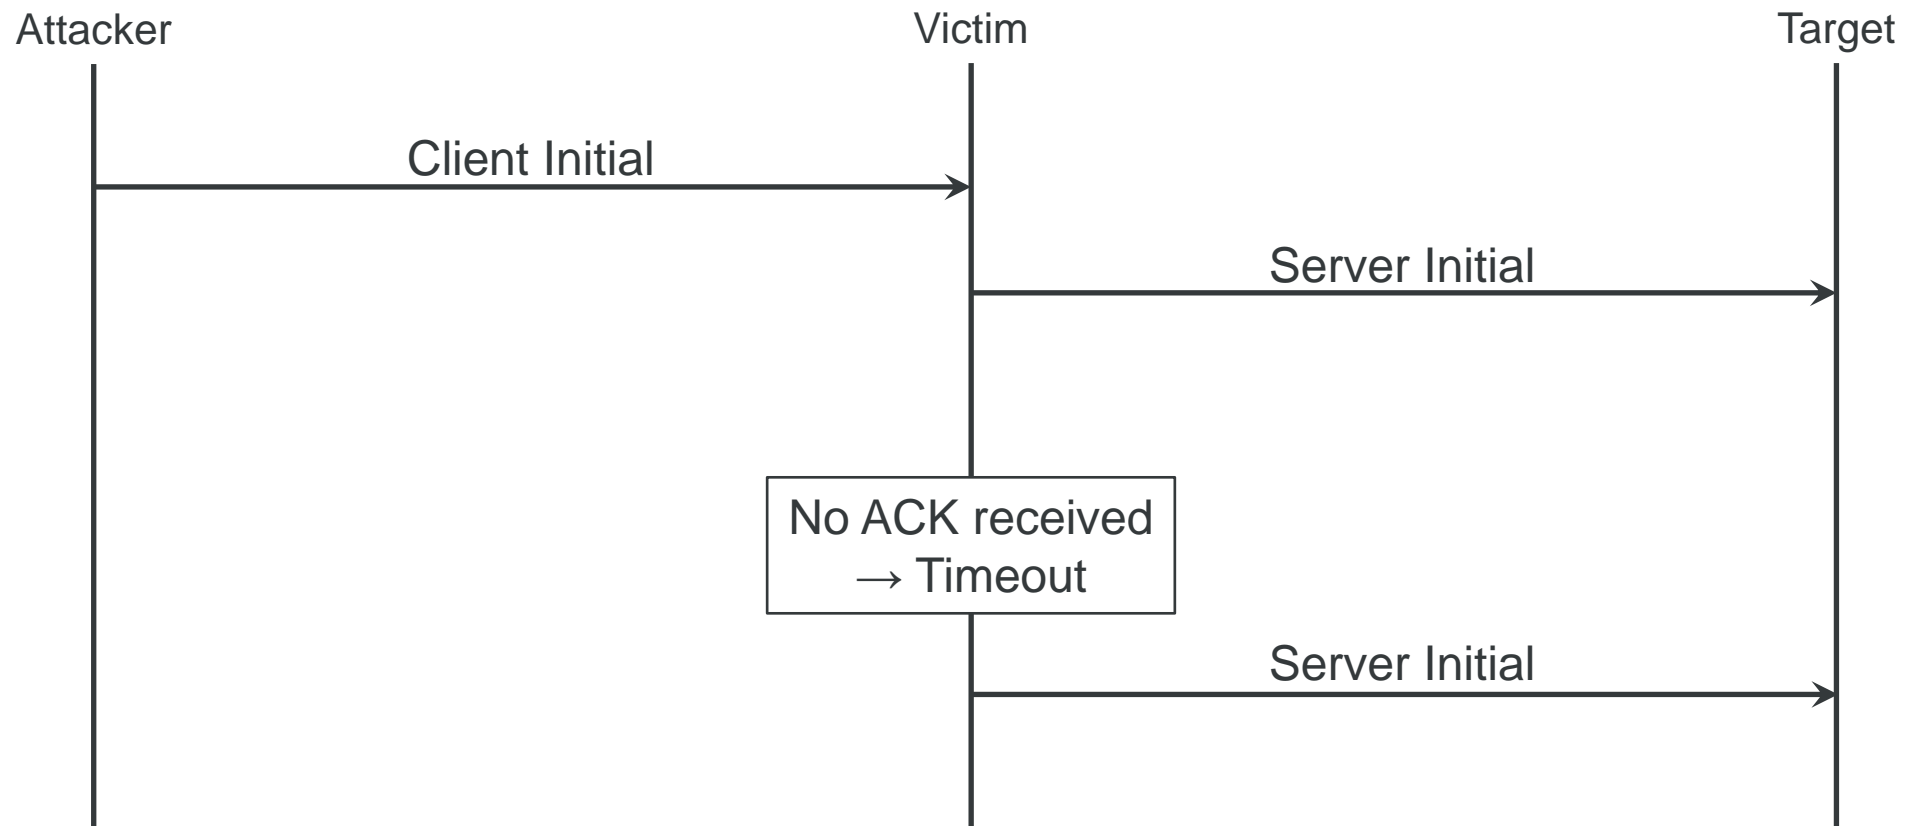 Attacker
Victim
Target
Client Initial
Server Initial
No ACK received
→ Timeout
Server Initial